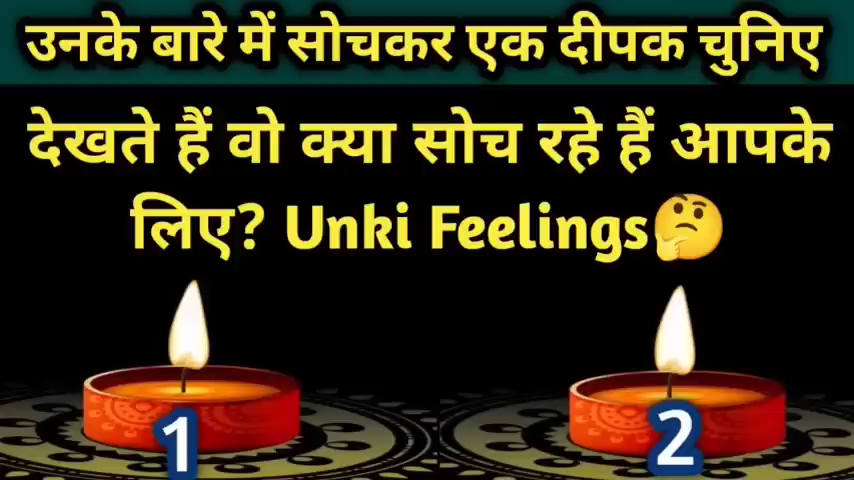 उनके बारे में सोचकर एक दीपक चुनिए
देखते हैं वो क्या सोच रहे हैं आपके
लिए? Unki Feelings🤔
1
2